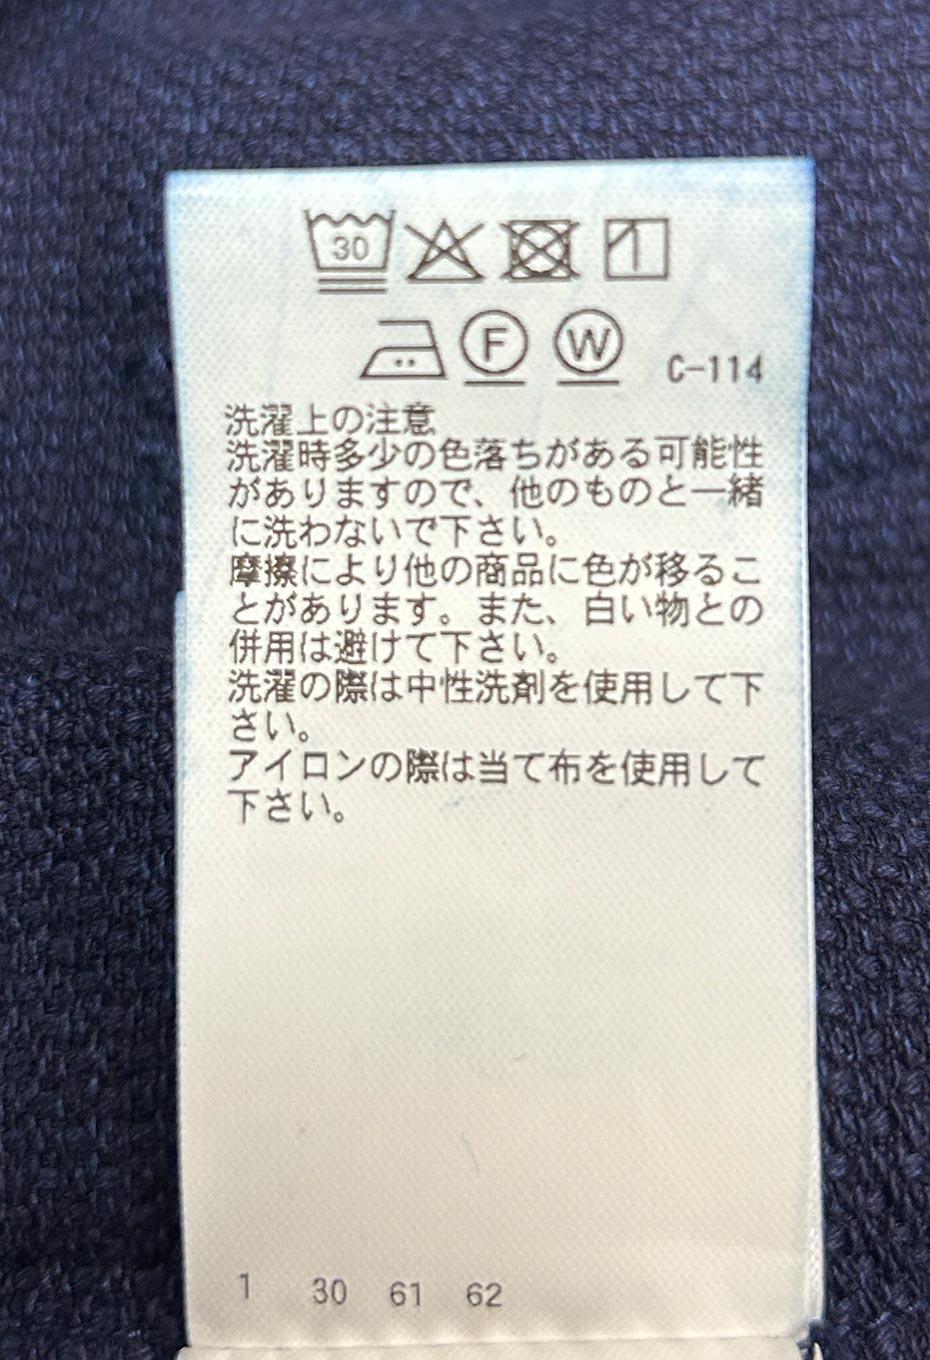 30 1
F W C-114
洗濯上の注意
洗濯時多少の色落ちがある可能性
がありますので、他のものと一緒
に洗わないで下さい。
摩擦により他の商品に色が移るこ
とがあります。また、白い物との
併用は避けて下さい。
洗濯の際は中性洗剤を使用して下
さい。
アイロンの際は当て布を使用して
下さい。
1 30 61 62